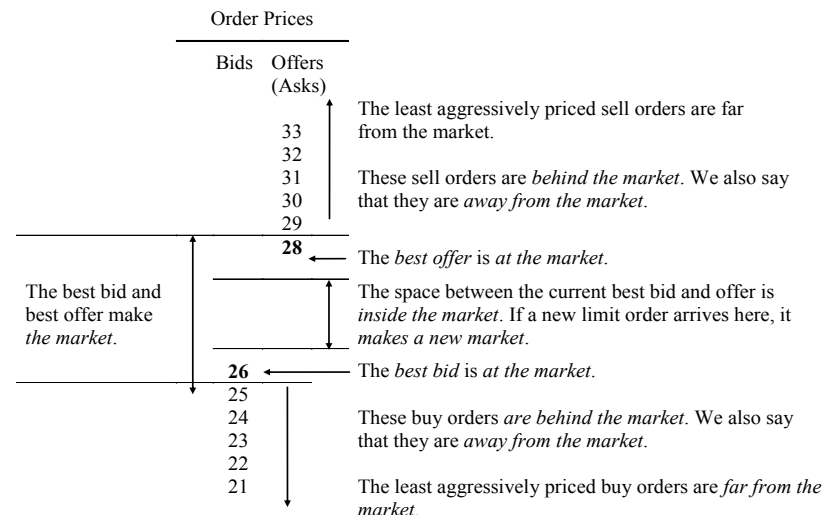 Order Prices
Bids Offers
(Asks)
The least aggressively priced sell orders are far
from the market.
33
32
31 These sell orders are behind the market. We also say
30 that they are away from the market.
29
28
The best offer is at the market.
The best bid and The space between the current best bid and offer is
best offer make inside the market. If a new limit order arrives here, it
the market. makes a new market.
26 The best bid is at the market.
25
24 These buy orders are behind the market. We also say
23 that they are away from the market.
22
21 The least aggressively priced buy orders are far from the
market.